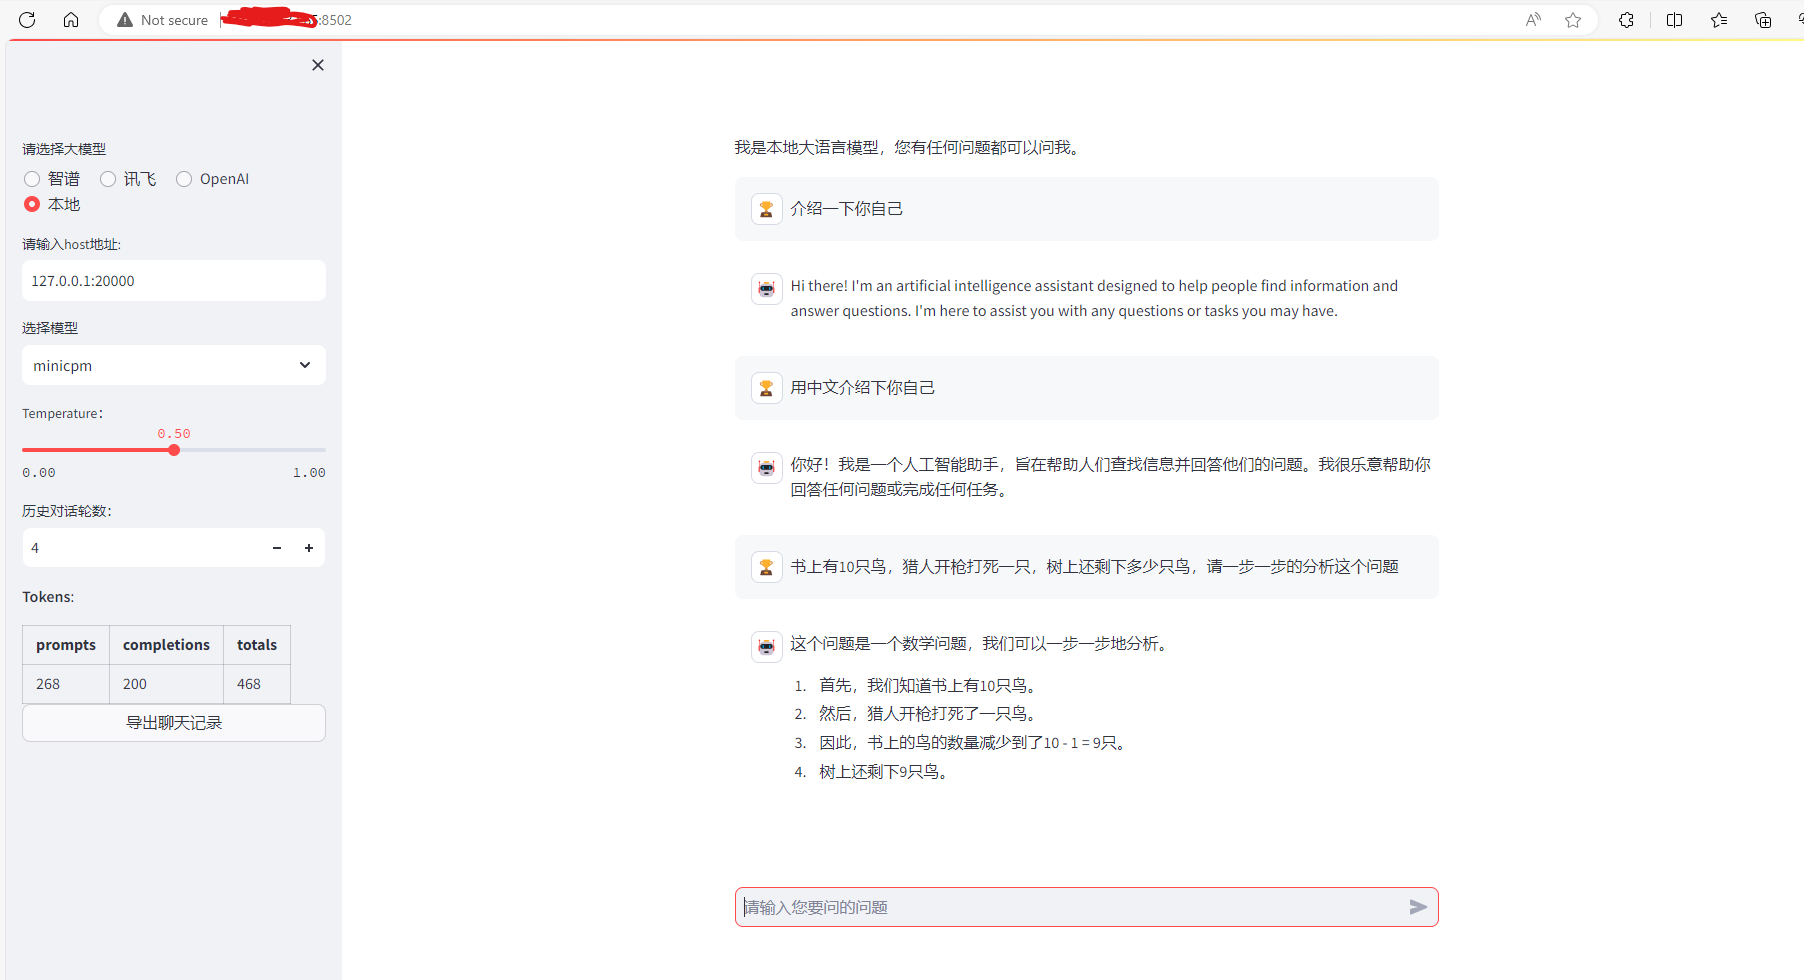 Not secure
:8502
请选择大模型
智谱 讯飞 OpenAI
本地
请输入host地址:
127.0.0.1:20000
选择模型
minicpm
Temperature：
0.50
0.00 1.00
历史对话轮数：
4
Tokens:
prompts completions totals
268 200 468
导出聊天记录
我是本地大语言模型，您有任何问题都可以问我。
介绍一下你自己
Hi there! I'm an artificial intelligence assistant designed to help people find information and
answer questions. I'm here to assist you with any questions or tasks you may have.
用中文介绍下你自己
你好！我是一个人工智能助手，旨在帮助人们查找信息并回答他们的问题。我很乐意帮助你
回答任何问题或完成任何任务。
书上有10只鸟，猎人开枪打死一只，树上还剩下多少只鸟，请一步一步的分析这个问题
这个问题是一个数学问题，我们可以一步一步地分析。
1. 首先，我们知道书上有10只鸟。
2. 然后，猎人开枪打死了一只鸟。
3. 因此，书上的鸟的数量减少到了10 - 1 = 9只。
4. 树上还剩下9只鸟。
请输入您要问的问题